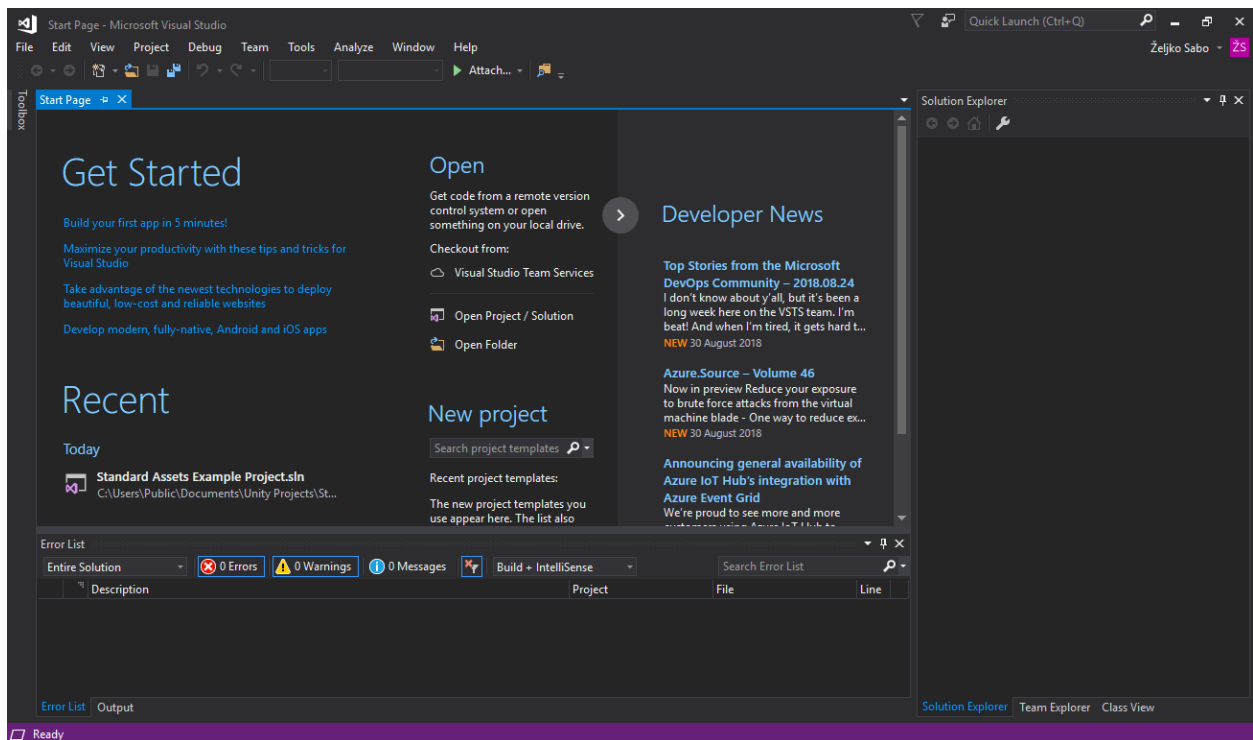 Start Page - Microsoft Visual Studio
Quick Launch (Ctrl+Q)
File Edit View Project Debug Team Tools Analyze Window Help
Željko Sabo ŽS
Attach...
Toolbox
Start Page
Get Started
Build your first app in 5 minutes!
Maximize your productivity with these tips and tricks for
Visual Studio
Take advantage of the newest technologies to deploy
beautiful, low-cost and reliable websites
Develop modern, fully-native, Android and iOS apps
Recent
Today
Standard Assets Example Project.sln
C:\Users\Public\Documents\Unity Projects\St...
Open
Get code from a remote version
control system or open
something on your local drive.
Checkout from:
Visual Studio Team Services
Open Project / Solution
Open Folder
New project
Search project templates
Recent project templates:
The new project templates you
use appear here. The list also
Developer News
Top Stories from the Microsoft
DevOps Community – 2018.08.24
I don't know about y'all, but it's been a
long week here on the VSTS team. I'm
beat! And when I'm tired, it gets hard t...
NEW 30 August 2018
Azure.Source – Volume 46
Now in preview Reduce your exposure
to brute force attacks from the virtual
machine blade - One way to reduce ex...
NEW 30 August 2018
Announcing general availability of
Azure IoT Hub's integration with
Azure Event Grid
We're proud to see more and more
customers using Azure IoT Hub to
Solution Explorer
Error List
Entire Solution 0 Errors 0 Warnings 0 Messages Build + IntelliSense Search Error List
Description Project File Line
Error List Output
Solution Explorer Team Explorer Class View
Ready